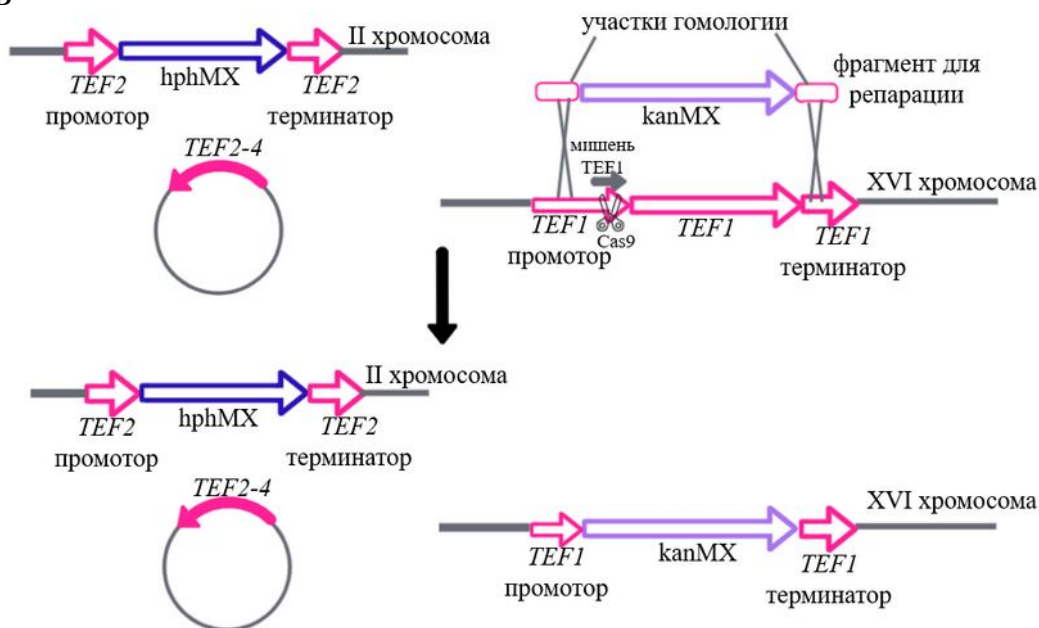 II хромосома
hphMX
TEF2
промотор
TEF2
терминатор
TEF2-4
участки гомологии
фрагмент для
репарации
kanMX
мишень
TEF1
XVI хромосома
Cas9
TEF1
промотор
TEF1
TEF1
терминатор
II хромосома
hphMX
TEF2
промотор
TEF2
терминатор
TEF2-4
XVI хромосома
kanMX
TEF1
промотор
TEF1
терминатор